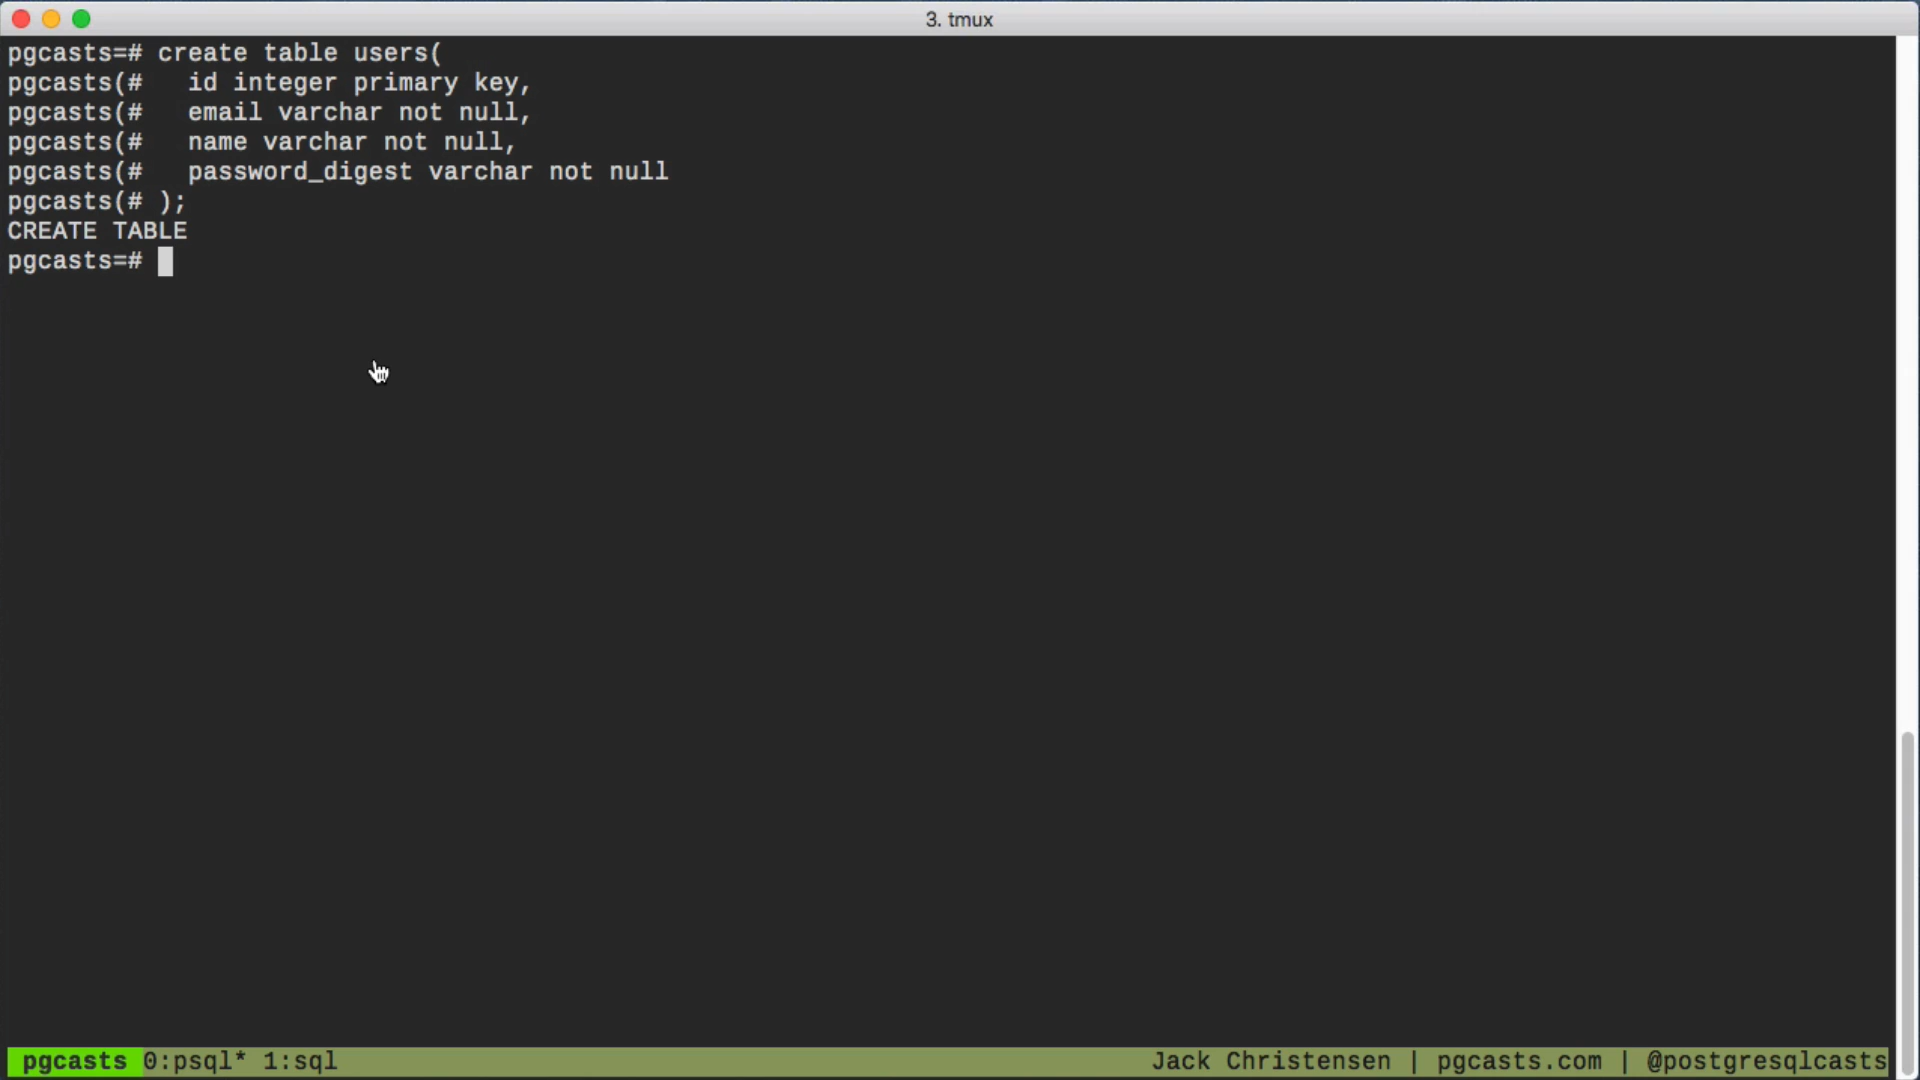 3. tmux
pgcasts=# create table users(
pgcasts(#   id integer primary key,
pgcasts(#   email varchar not null,
pgcasts(#   name varchar not null,
pgcasts(#   password_digest varchar not null
pgcasts(# );
CREATE TABLE
pgcasts=#
pgcasts 0:psql* 1:sql Jack Christensen | pgcasts.com | @postgresqlcasts